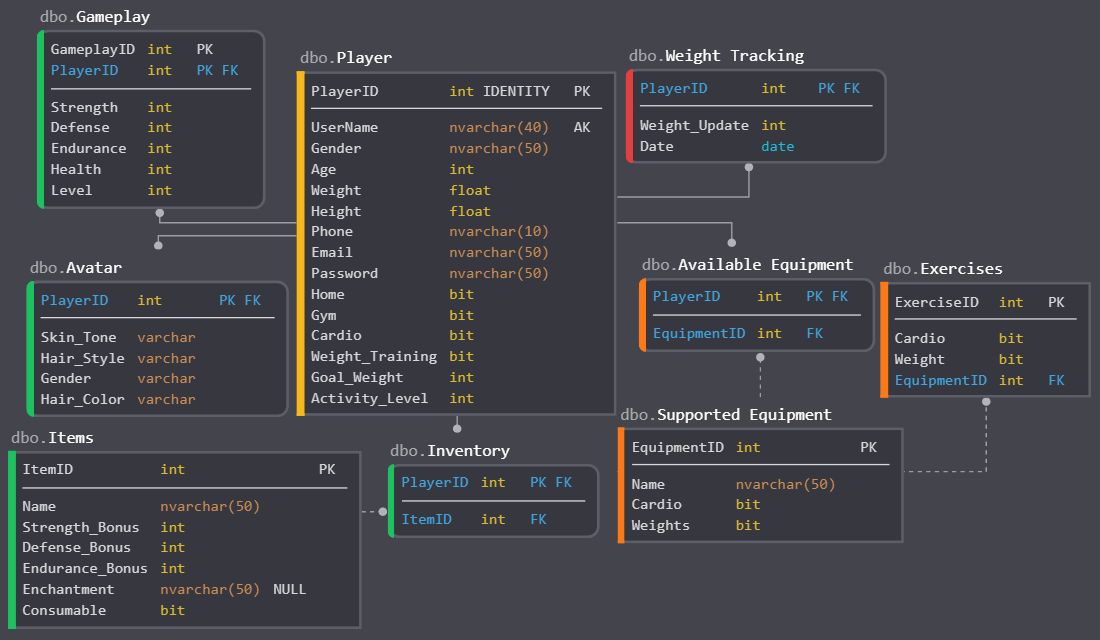 dbo.Gameplay
GameplayID int PK
PlayerID int PK FK
Strength int
Defense int
Endurance int
Health int
Level int
dbo.Player
PlayerID int IDENTITY PK
UserName nvarchar(40) AK
Gender nvarchar(50)
Age int
Weight float
Height float
Phone nvarchar(10)
Email nvarchar(50)
Password nvarchar(50)
Home bit
Gym bit
Cardio bit
Weight_Training bit
Goal_Weight int
Activity_Level int
dbo.Weight Tracking
PlayerID int PK FK
Weight_Update int
Date date
dbo.Avatar
PlayerID int PK FK
Skin_Tone varchar
Hair_Style varchar
Gender varchar
Hair_Color varchar
dbo.Available Equipment
PlayerID int PK FK
EquipmentID int FK
dbo.Exercises
ExerciseID int PK
Cardio bit
Weight bit
EquipmentID int FK
dbo.Items
ItemID int PK
Name nvarchar(50)
Strength_Bonus int
Defense_Bonus int
Endurance_Bonus int
Enchantment nvarchar(50) NULL
Consumable bit
dbo.Inventory
PlayerID int PK FK
ItemID int FK
dbo.Supported Equipment
EquipmentID int PK
Name nvarchar(50)
Cardio bit
Weights bit